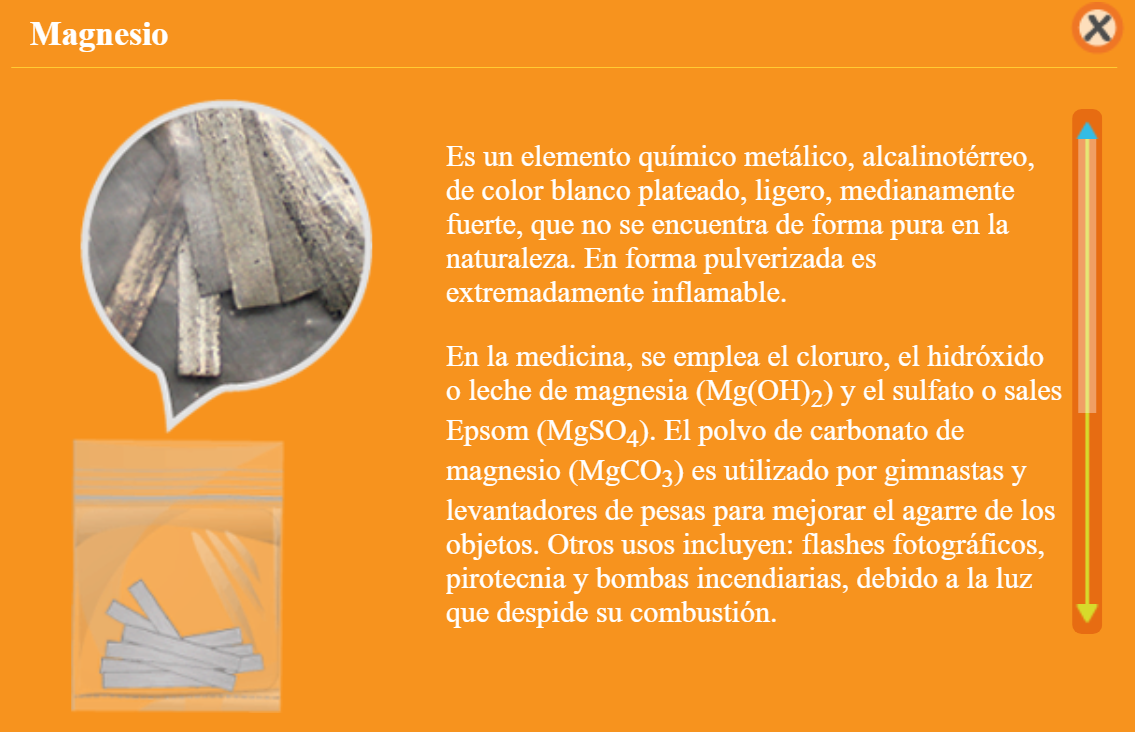 Magnesio
Es un elemento químico metálico, alcalinotérreo,
de color blanco plateado, ligero, medianamente
fuerte, que no se encuentra de forma pura en la
naturaleza. En forma pulverizada es
extremadamente inflamable.
En la medicina, se emplea el cloruro, el hidróxido
o leche de magnesia (Mg(OH)₂) y el sulfato o sales
Epsom (MgSO₄). El polvo de carbonato de
magnesio (MgCO₃) es utilizado por gimnastas y
levantadores de pesas para mejorar el agarre de los
objetos. Otros usos incluyen: flashes fotográficos,
pirotecnia y bombas incendiarias, debido a la luz
que despide su combustión.